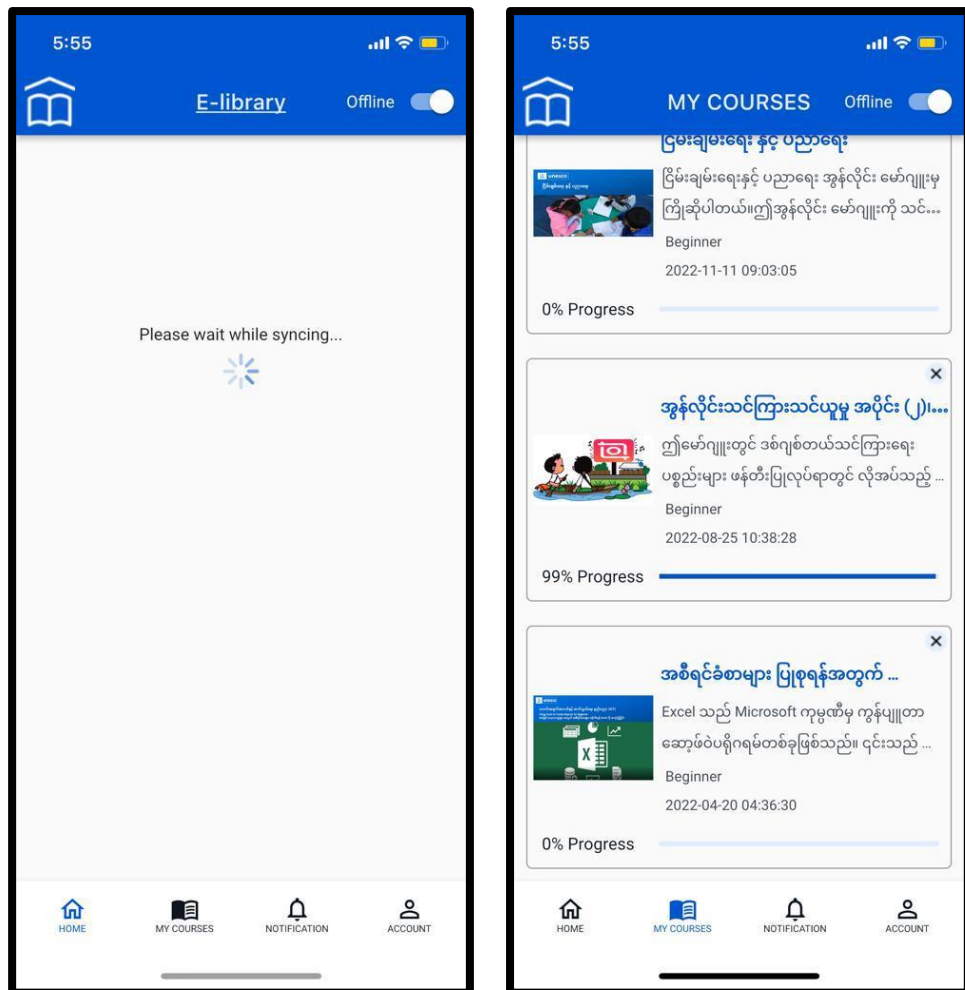 5:55
E-library
Offline
Please wait while syncing...
HOME
MY COURSES
NOTIFICATION
ACCOUNT
5:55
MY COURSES
Offline
ငြိမ်းချမ်းရေး နှင့် ပညာရေး
unesco
ငြိမ်းချမ်းရေးနှင့် ပညာရေး အွန်လိုင်း မော်ဂျူးမှ
ကြိုဆိုပါတယ်။ဤအွန်လိုင်း မော်ဂျူးကို သင်...
Beginner
2022-11-11 09:03:05
0% Progress
အွန်လိုင်းသင်ကြားသင်ယူမှု အပိုင်း (၂)၊...
ဤမော်ဂျူးတွင် ဒစ်ဂျစ်တယ်သင်ကြားရေး
ပစ္စည်းများ ဖန်တီးပြုလုပ်ရာတွင် လိုအပ်သည့် ...
Beginner
2022-08-25 10:38:28
99% Progress
အစီရင်ခံစာများ ပြုစုရန်အတွက် ...
Excel သည် Microsoft ကုမ္ပဏီမှ ကွန်ပျူတာ
ဆော့ဖ်ဝဲပရိုဂရမ်တစ်ခုဖြစ်သည်။ ၎င်းသည် ...
Beginner
2022-04-20 04:36:30
0% Progress
HOME
MY COURSES
NOTIFICATION
ACCOUNT